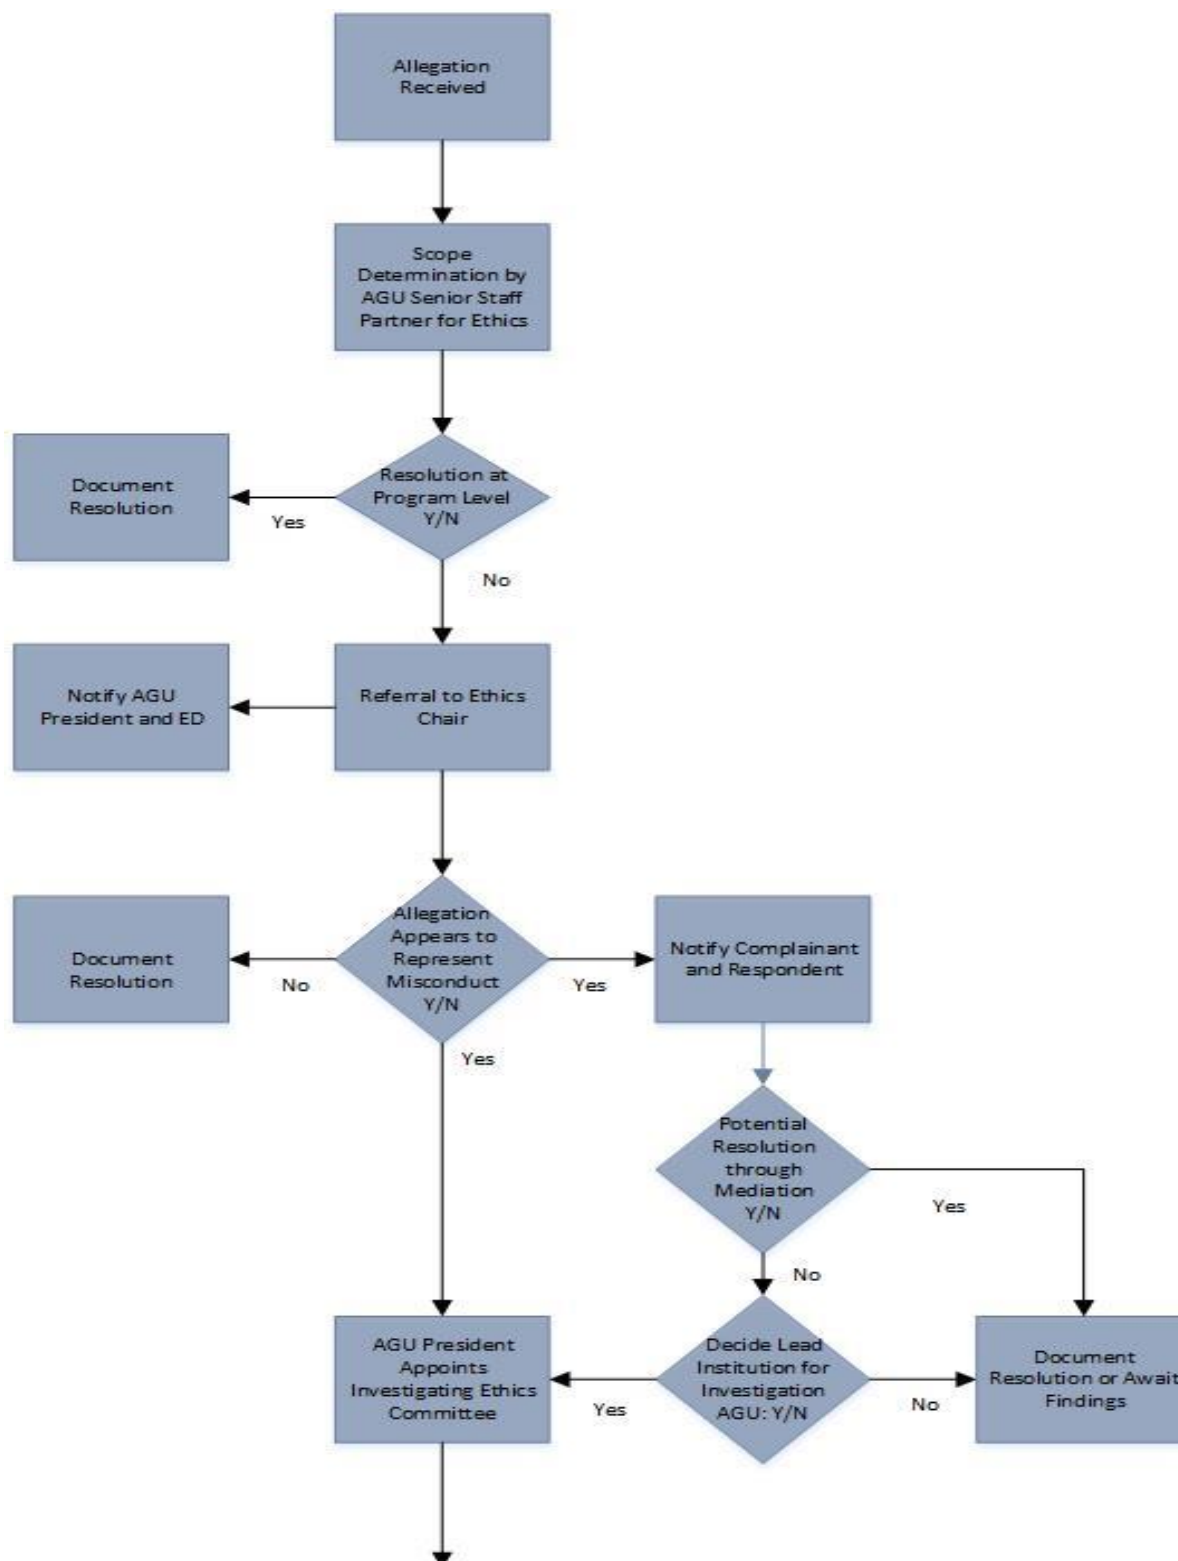 Allegation
Received
Scope
Determination by
AGU Senior Staff
Partner for Ethics
Document
Resolution
Yes
Resolution at
Program Level
Y/N
No
Notify AGU
President and ED
Referral to Ethics
Chair
Document
Resolution
No
Allegation
Appears to
Represent
Misconduct
Y/N
Yes
Notify Complainant
and Respondent
Yes
Potential
Resolution
through
Mediation
Y/N
Yes
No
AGU President
Appoints
Investigating Ethics
Committee
Yes
Decide Lead
Institution for
Investigation
AGU: Y/N
No
Document
Resolution or Await
Findings